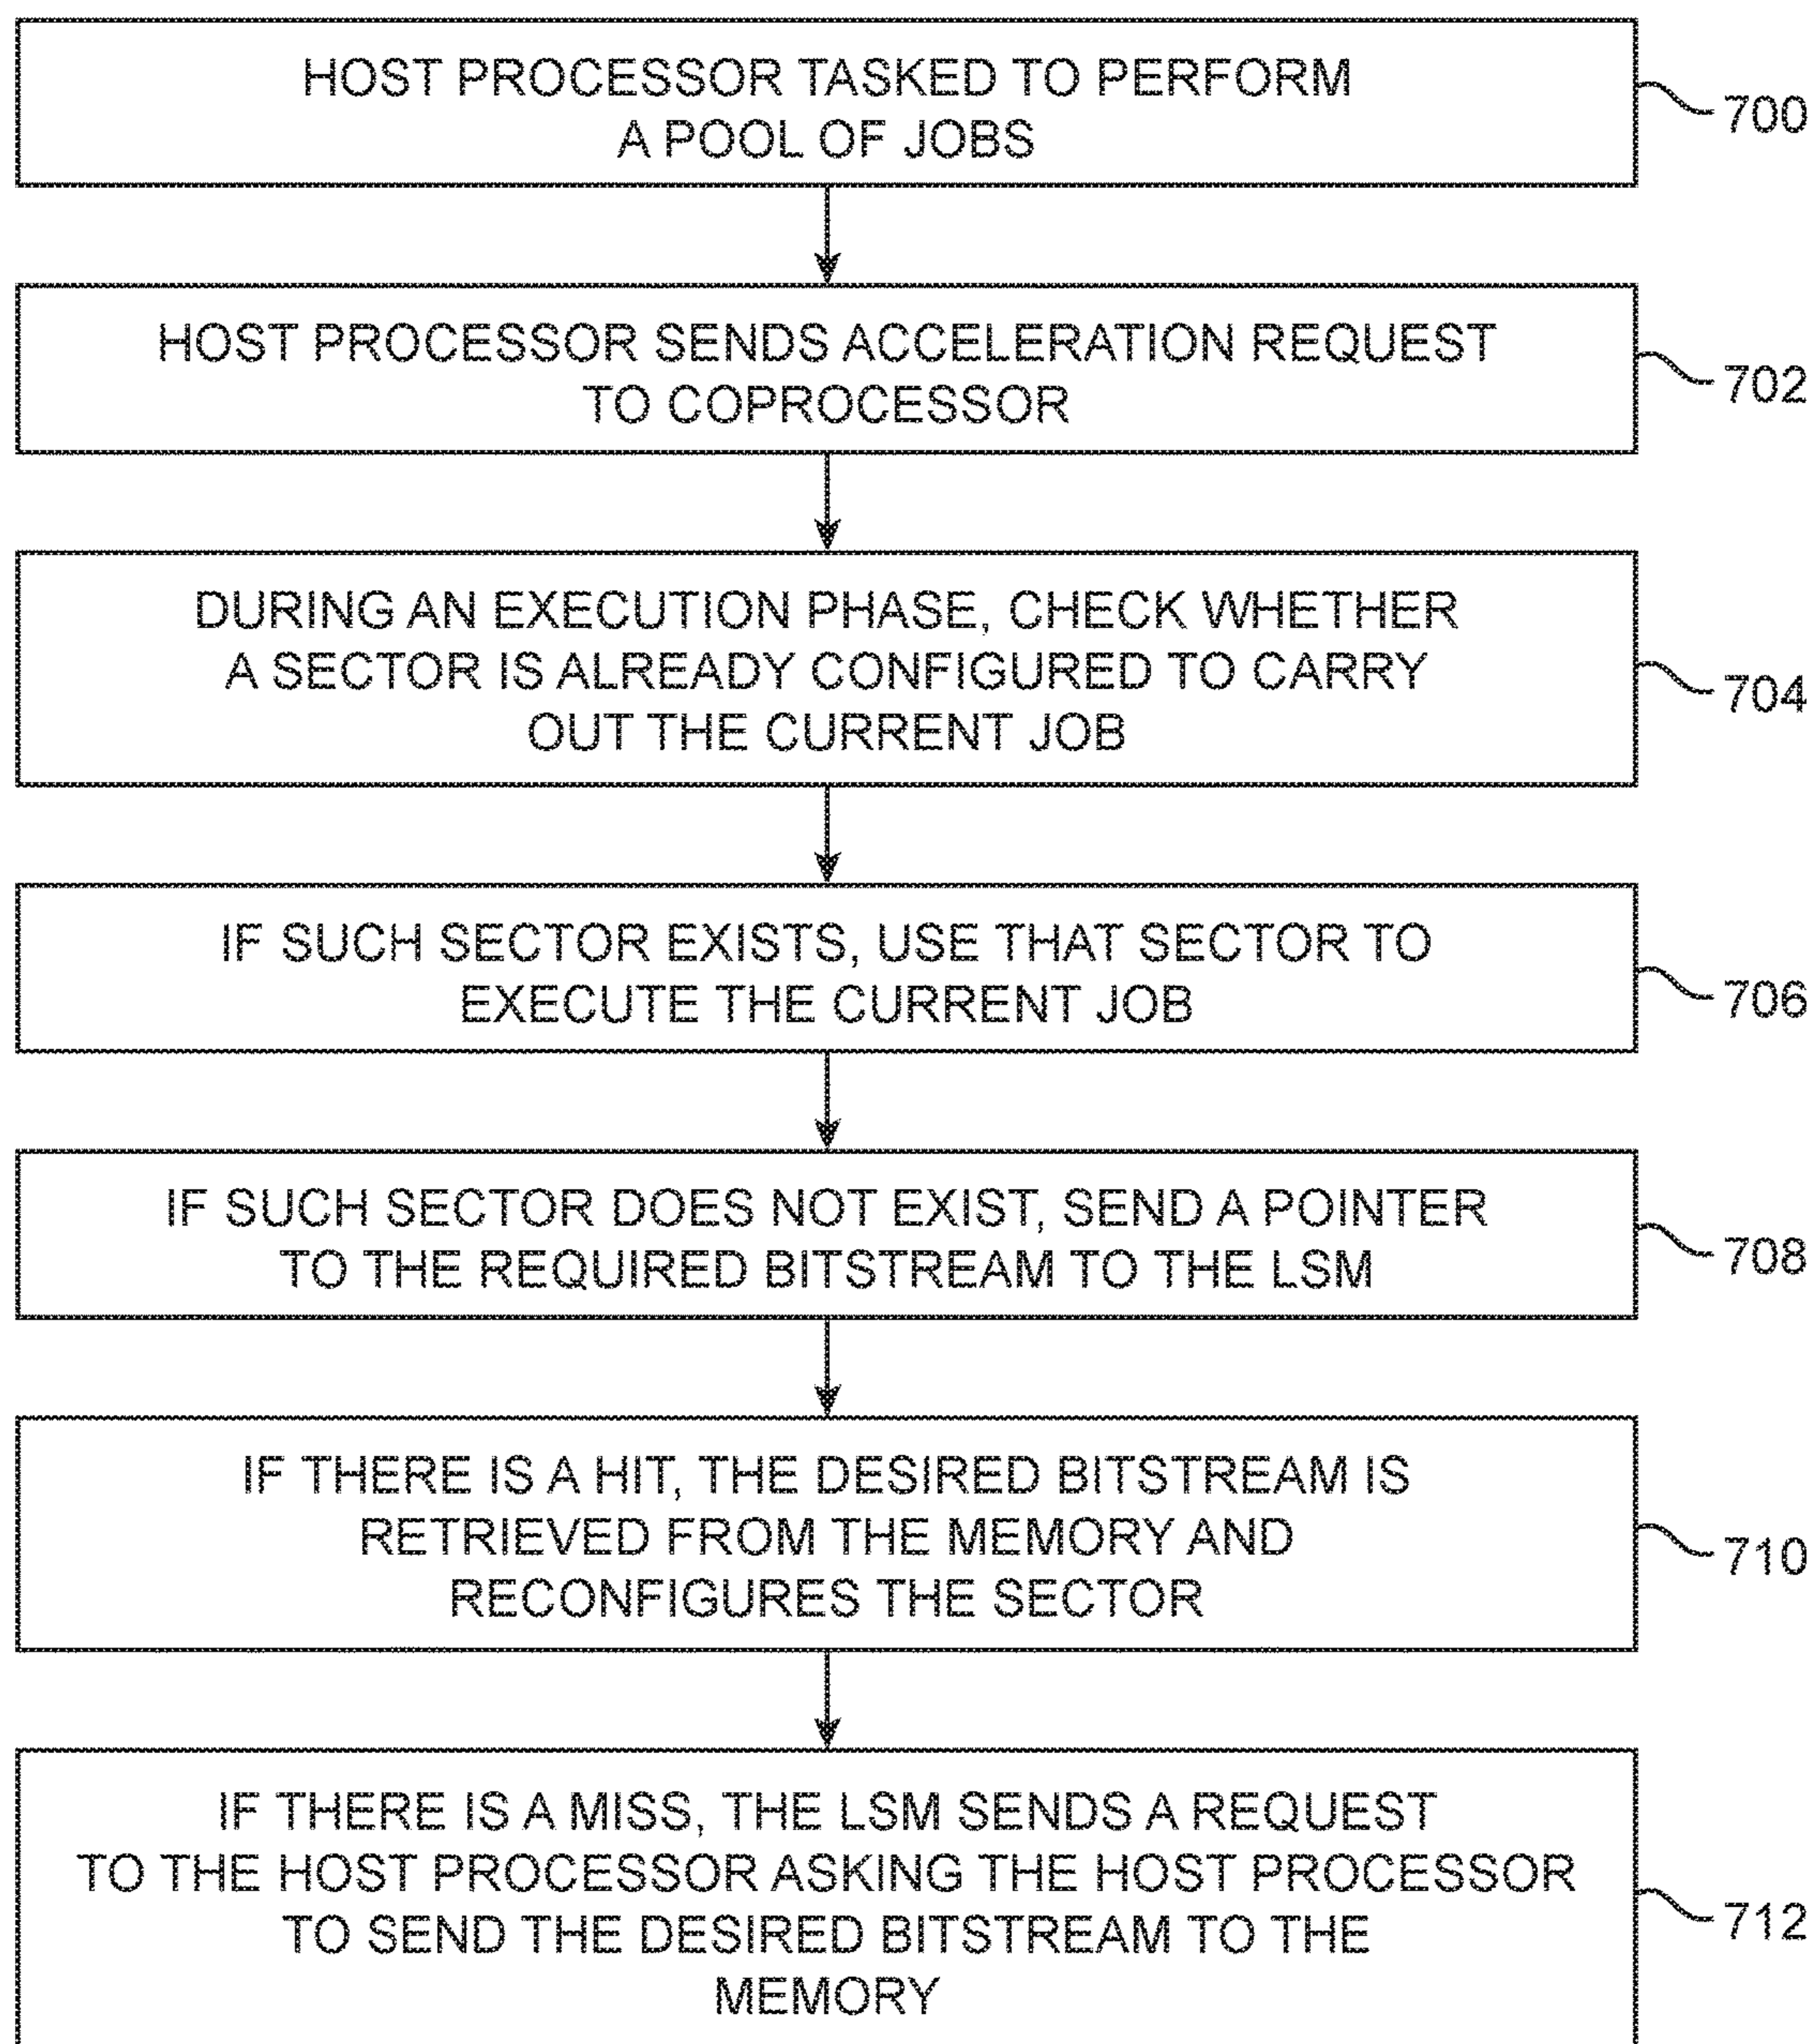 HOST PROCESSOR TASKED TO PERFORM
A POOL OF JOBS
700
HOST PROCESSOR SENDS ACCELERATION REQUEST
TO COPROCESSOR
702
DURING AN EXECUTION PHASE, CHECK WHETHER
A SECTOR IS ALREADY CONFIGURED TO CARRY
OUT THE CURRENT JOB
704
IF SUCH SECTOR EXISTS, USE THAT SECTOR TO
EXECUTE THE CURRENT JOB
706
IF SUCH SECTOR DOES NOT EXIST, SEND A POINTER
TO THE REQUIRED BITSTREAM TO THE LSM
708
IF THERE IS A HIT, THE DESIRED BITSTREAM IS
RETRIEVED FROM THE MEMORY AND
RECONFIGURES THE SECTOR
710
IF THERE IS A MISS, THE LSM SENDS A REQUEST
TO THE HOST PROCESSOR ASKING THE HOST PROCESSOR
TO SEND THE DESIRED BITSTREAM TO THE
MEMORY
712